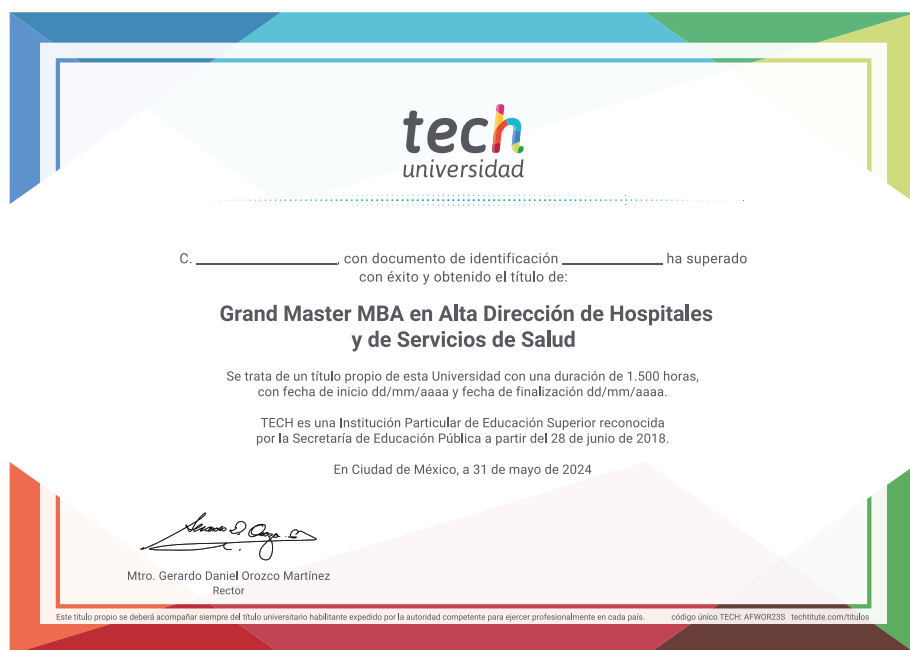 tech
universidad
C. ____________, con documento de identificación ____________ ha superado
con éxito y obtenido el título de:
Grand Master MBA en Alta Dirección de Hospitales
y de Servicios de Salud
Se trata de un título propio de esta Universidad con una duración de 1.500 horas,
con fecha de inicio dd/mm/aaaa y fecha de finalización dd/mm/aaaa.
TECH es una Institución Particular de Educación Superior reconocida
por la Secretaría de Educación Pública a partir del 28 de junio de 2018.
En Ciudad de México, a 31 de mayo de 2024
Mtro. Gerardo Daniel Orozco Martínez
Rector
Este título propio se deberá acompañar siempre del título universitario habilitante expedido por la autoridad competente para ejercer profesionalmente en cada país. código único TECH: AFWOR23S techtitute.com/titulos